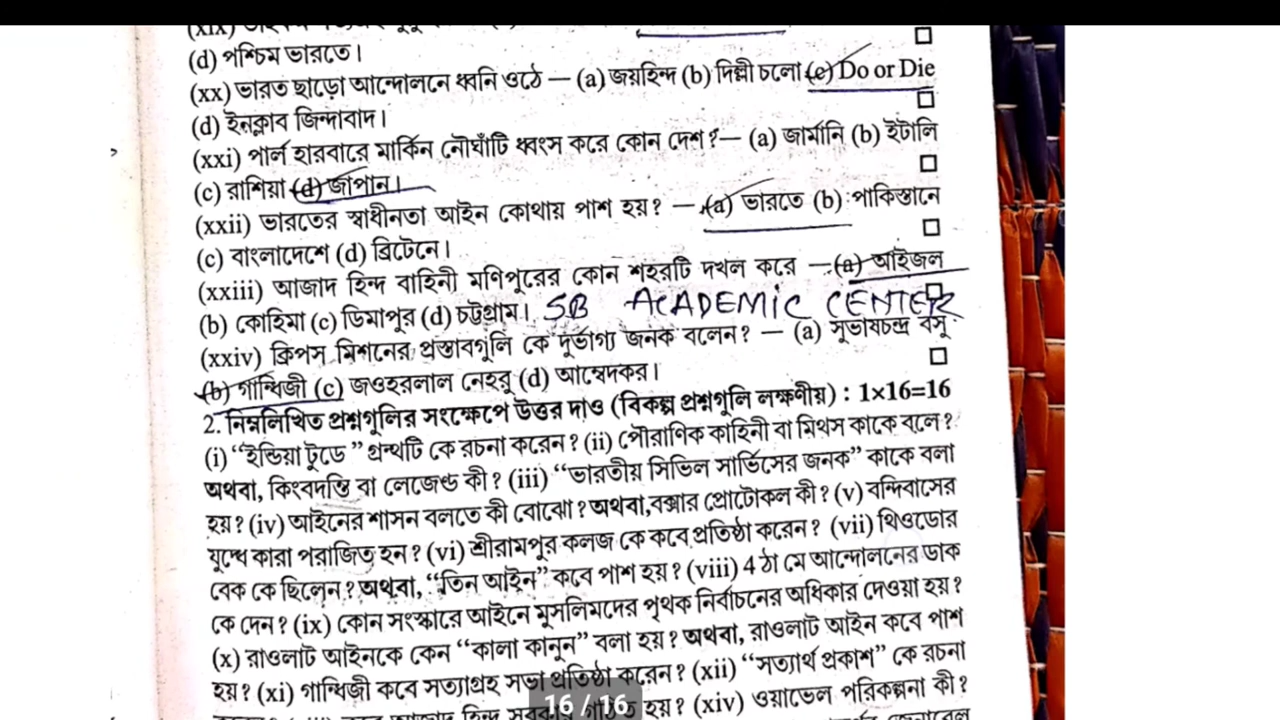 (d) পশ্চিম ভারতে।
(xx) ভারত ছাড়ো আন্দোলনে ধ্বনি ওঠে — (a) জয়হিন্দ (b) দিল্লী চলো (c) Do or Die
(d) ইনক্লাব জিন্দাবাদ।
(xxi) পার্ল হারবারে মার্কিন নৌঘাঁটি ধ্বংস করে কোন দেশ?— (a) জার্মানি (b) ইটালি
(c) রাশিয়া (d) জাপান।
(xxii) ভারতের স্বাধীনতা আইন কোথায় পাশ হয়? — (a) ভারতে (b) পাকিস্তানে
(c) বাংলাদেশে (d) ব্রিটেনে।
(xxiii) আজাদ হিন্দ বাহিনী মণিপুরের কোন শহরটি দখল করে —(a) আইজল
(b) কোহিমা (c) ডিমাপুর (d) চট্টগ্রাম। SB ACADEMIC CENTER
(xxiv) ক্রিপস মিশনের প্রস্তাবগুলি কে দুর্ভাগ্য জনক বলেন? — (a) সুভাষচন্দ্র বসু
(b) গান্ধিজী (c) জওহরলাল নেহরু (d) আম্বেদকর।
2. নিম্নলিখিত প্রশ্নগুলির সংক্ষেপে উত্তর দাও (বিকল্প প্রশ্নগুলি লক্ষণীয়) : 1×16=16
(i) “ইন্ডিয়া টুডে” গ্রন্থটি কে রচনা করেন? (ii) পৌরাণিক কাহিনী বা মিথস কাকে বলে?
অথবা, কিংবদন্তি বা লেজেণ্ড কী? (iii) “ভারতীয় সিভিল সার্ভিসের জনক” কাকে বলা
হয়? (iv) আইনের শাসন বলতে কী বোঝো? অথবা,বক্সার প্রোটোকল কী? (v) বন্দিবাসের
যুদ্ধে কারা পরাজিত হন? (vi) শ্রীরামপুর কলজ কে কবে প্রতিষ্ঠা করেন? (vii) থিওডোর
বেক কে ছিলেন? অথবা, “তিন আইন” কবে পাশ হয়? (viii) 4 ঠা মে আন্দোলনের ডাক
কে দেন? (ix) কোন সংস্কারে আইনে মুসলিমদের পৃথক নির্বাচনের অধিকার দেওয়া হয়?
(x) রাওলাট আইনকে কেন “কালা কানুন” বলা হয়? অথবা, রাওলাট আইন কবে পাশ
হয়? (xi) গান্ধিজী কবে সত্যাগ্রহ সভা প্রতিষ্ঠা করেন? (xii) “সত্যার্থ প্রকাশ” কে রচনা
আজাদ হিন্দ সরকার গঠিত হয়? (xiv) ওয়াভেল পরিকল্পনা কী?
16 / 16